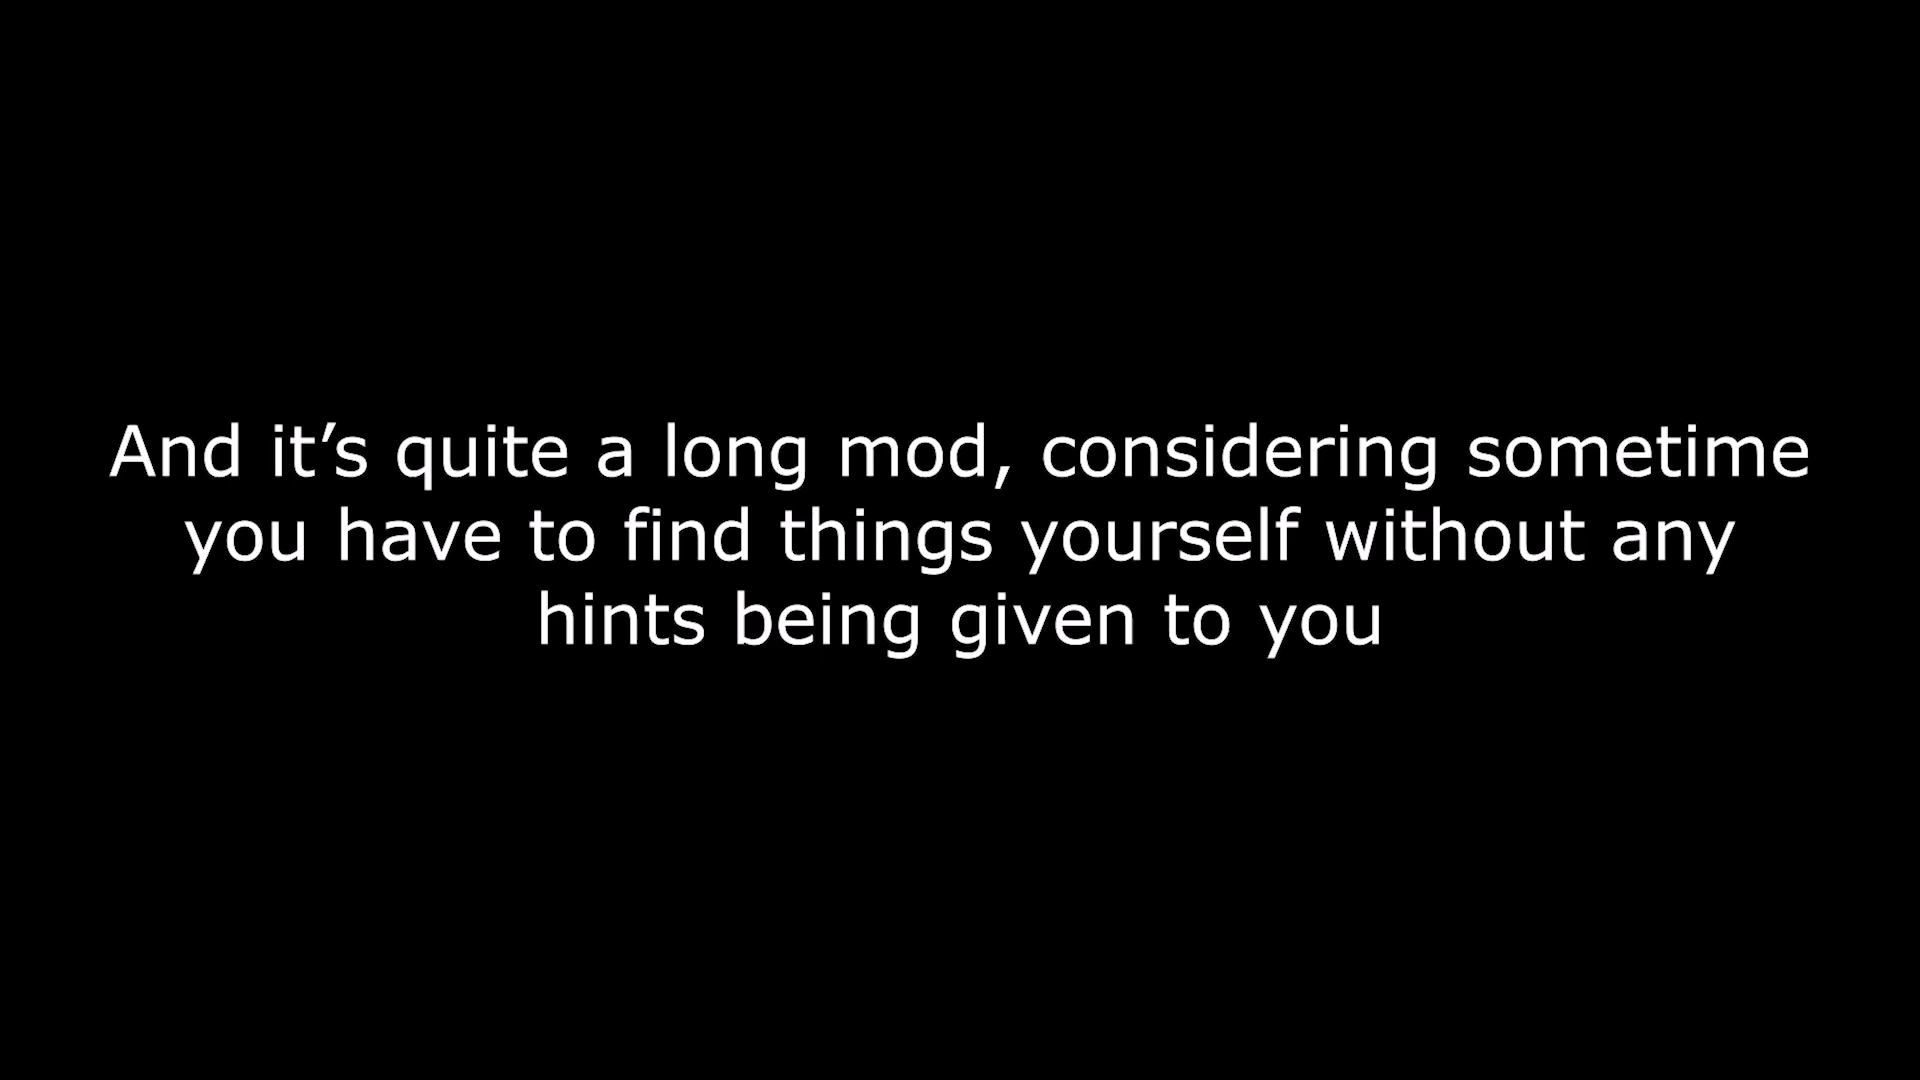 And it’s quite a long mod, considering sometime
you have to find things yourself without any
hints being given to you